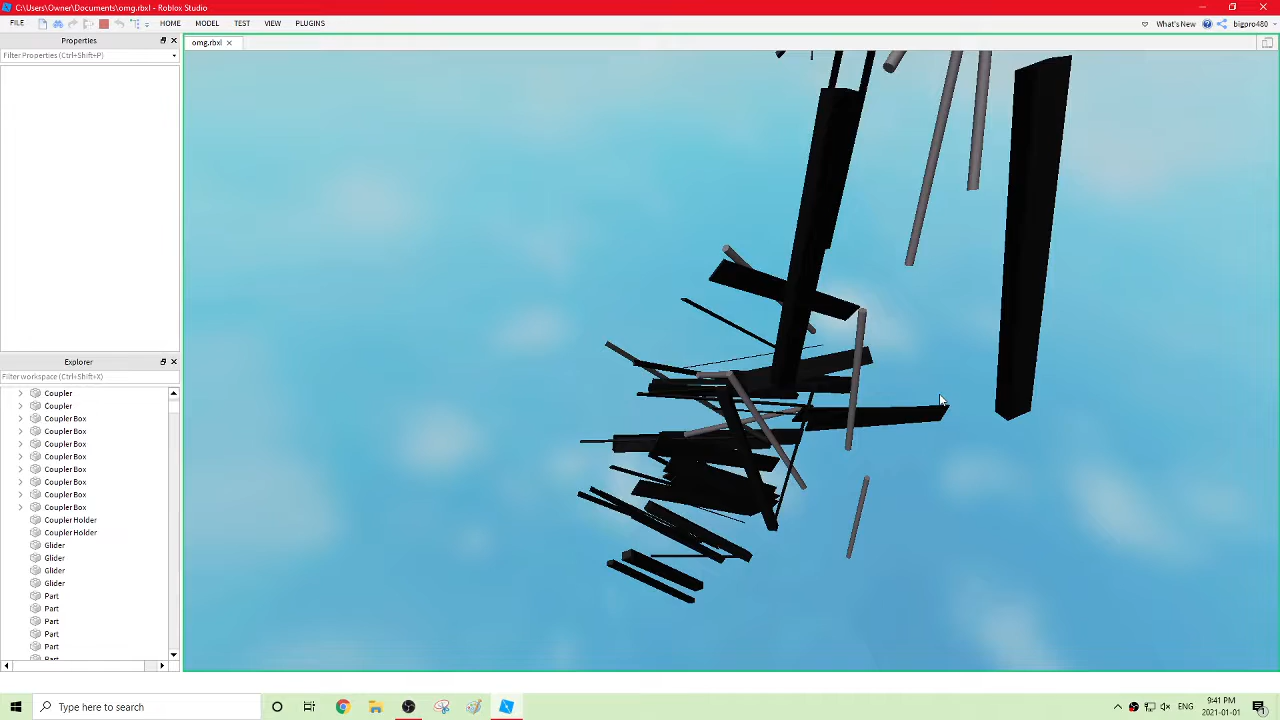 C:\Users\Owner\Documents\omg.rbxl - Roblox Studio
FILE HOME MODEL TEST VIEW PLUGINS What's New bigpro480
Properties
omg.rbxl
Filter Properties (Ctrl+Shift+P)
Explorer
Filter workspace (Ctrl+Shift+X)
Coupler
Coupler
Coupler Box
Coupler Box
Coupler Box
Coupler Box
Coupler Box
Coupler Box
Coupler Box
Coupler Box
Coupler Holder
Coupler Holder
Glider
Glider
Glider
Glider
Part
Part
Part
Part
Part
Part
Type here to search
ENG
9:41 PM
2021-01-01
1